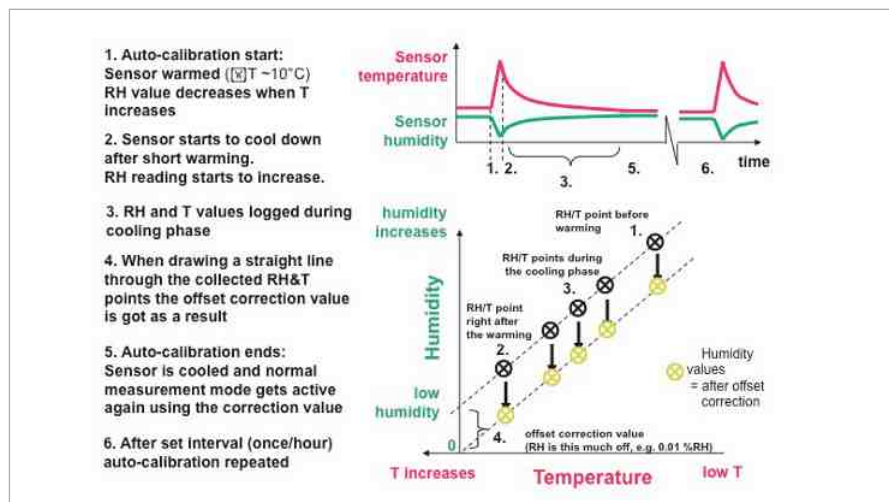 1. Auto-calibration start:
Sensor warmed (T ~10°C)
RH value decreases when T
increases
2. Sensor starts to cool down
after short warming.
RH reading starts to increase.
3. RH and T values logged during
cooling phase
4. When drawing a straight line
through the collected RH&T
points the offset correction value
is got as a result
5. Auto-calibration ends:
Sensor is cooled and normal
measurement mode gets active
again using the correction value
6. After set interval (once/hour)
auto-calibration repeated
Sensor
temperature
Sensor
humidity
time
1. 2.
3.
5.
6.
humidity
increases
Humidity
low
humidity
0
RH/T point before
warming
1.
RH/T points during
the cooling phase
3.
RH/T point
right after
the warming
2.
4.
offset correction value
(RH is this much off, e.g. 0.01 %RH)
Humidity
values
= after offset
correction
T increases
Temperature
low T